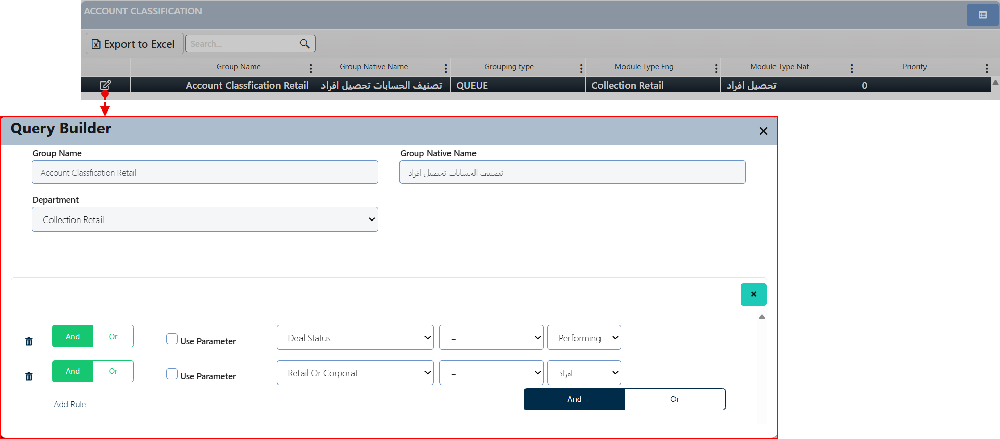 ACCOUNT CLASSIFICATION
Export to Excel
Search...
Group Name Group Native Name Grouping type Module Type Eng Module Type Nat Priority
Account Classfication Retail تصنيف الحسابات تحصيل افراد QUEUE Collection Retail تحصيل افراد 0
Query Builder
Group Name Group Native Name
Account Classfication Retail تصنيف الحسابات تحصيل افراد
Department
Collection Retail
And Or Use Parameter Deal Status = Performing
And Or Use Parameter Retail Or Corporat = افراد
And Or
Add Rule